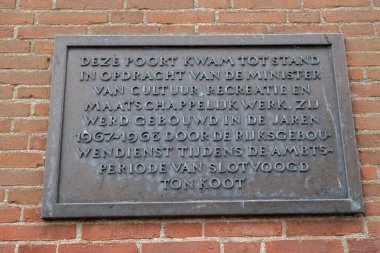 DEZE POORT KWAM TOT STAND
IN OPDRACHT VAN DE MINISTER
VAN CULTUUR, RECREATIE EN
MAATSCHAPPELIJK WERK. ZIJ
WERD GEBOUWD IN DE JAREN
1967-1968 DOOR DE RIJKSGEBOU-
WENDIENST TIJDENS DE AMBTS-
PERIODE VAN SLOTVOOGD
TON KOOT